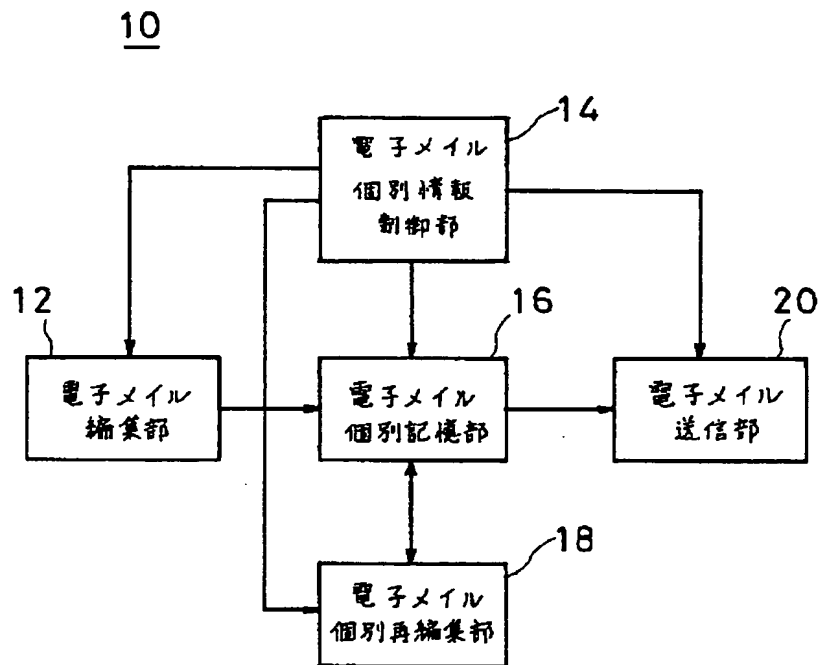 10
14
電子メイル
個別情報
制御部
12
電子メイル
編集部
16
電子メイル
個別記憶部
20
電子メイル
送信部
18
電子メイル
個別再編集部